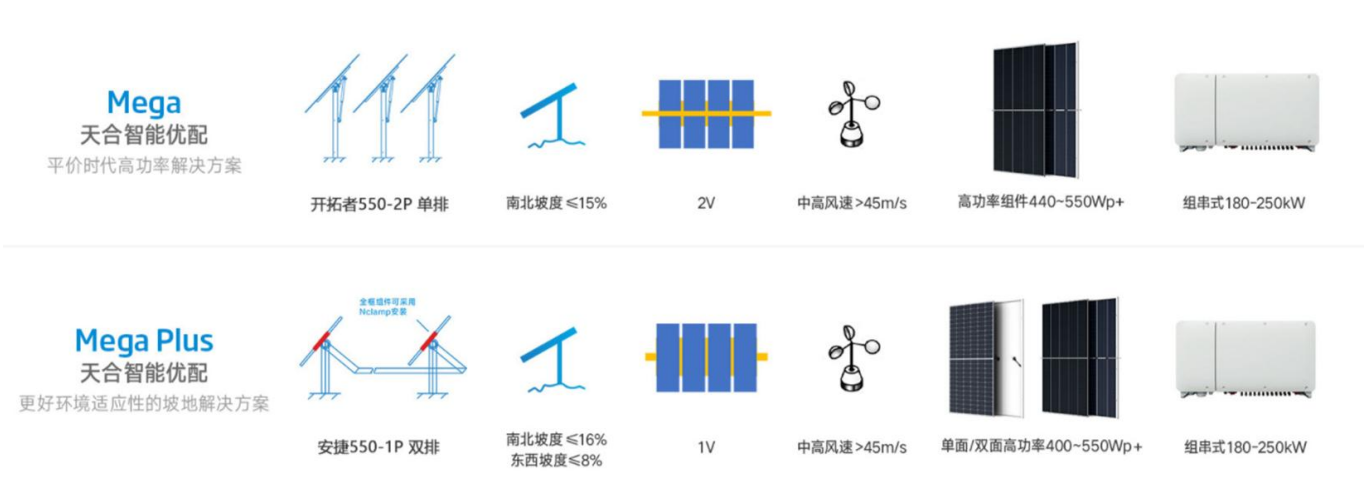 Mega
天合智能优配
平价时代高功率解决方案
开拓者550-2P 单排
南北坡度≤15%
2V
中高风速>45m/s
高功率组件440~550Wp+
组串式180-250kW
Mega Plus
天合智能优配
更好环境适应性的坡地解决方案
全框组件可采用
Nclamp安装
安捷550-1P 双排
南北坡度≤16%
东西坡度≤8%
1V
中高风速>45m/s
单面/双面高功率400~550Wp+
组串式180-250kW